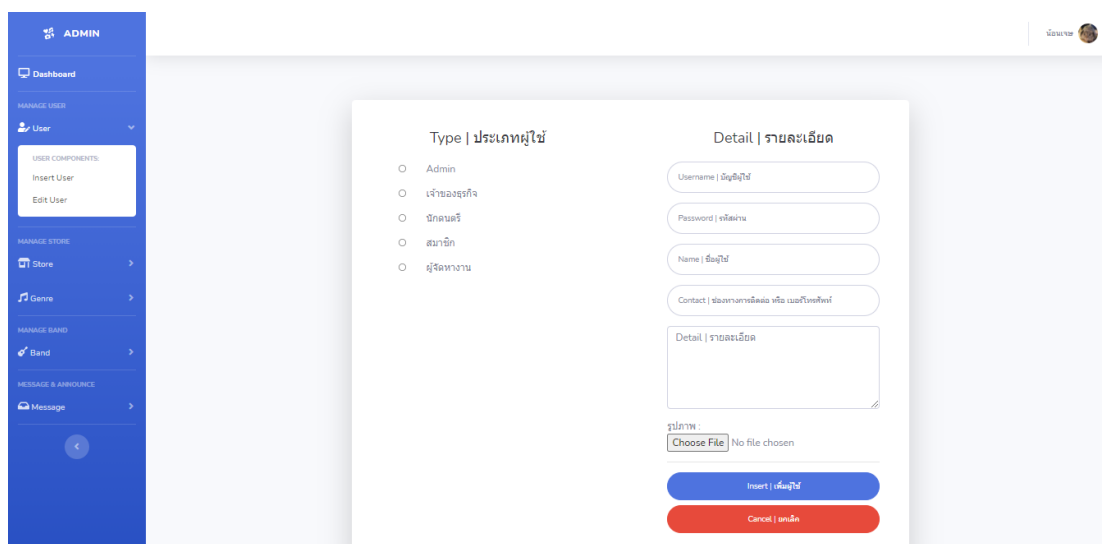 ADMIN
Dashboard
MANAGE USER
User
USER COMPONENTS:
Insert User
Edit User
MANAGE STORE
Store
Genre
MANAGE BAND
Band
MESSAGE & ANNOUNCE
Message
Type | ประเภทผู้ใช้
Admin
เจ้าของธุรกิจ
นักดนตรี
สมาชิก
ผู้จัดหางาน
Detail | รายละเอียด
Username | บัญชีผู้ใช้
Password | รหัสผ่าน
Name | ชื่อผู้ใช้
Contact | ช่องทางการติดต่อ หรือ เบอร์โทรศัพท์
Detail | รายละเอียด
รูปภาพ :
Choose File No file chosen
Insert | เพิ่มผู้ใช้
Cancel | ยกเลิก